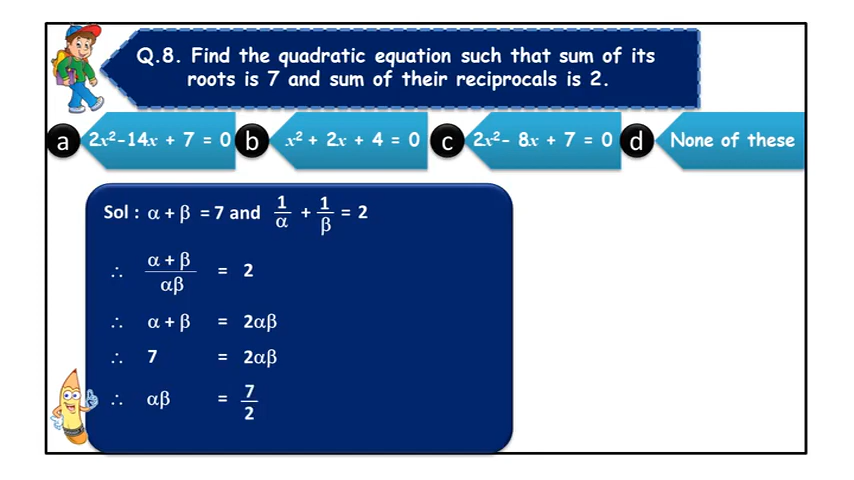 Q.8. Find the quadratic equation such that sum of its
roots is 7 and sum of their reciprocals is 2.
a 2x²-14x + 7 = 0 b x² + 2x + 4 = 0 c 2x²- 8x + 7 = 0 d None of these
Sol : α + β = 7 and 1/α + 1/β = 2
∴ (α + β)/(αβ) = 2
∴ α + β = 2αβ
∴ 7 = 2αβ
∴ αβ = 7/2